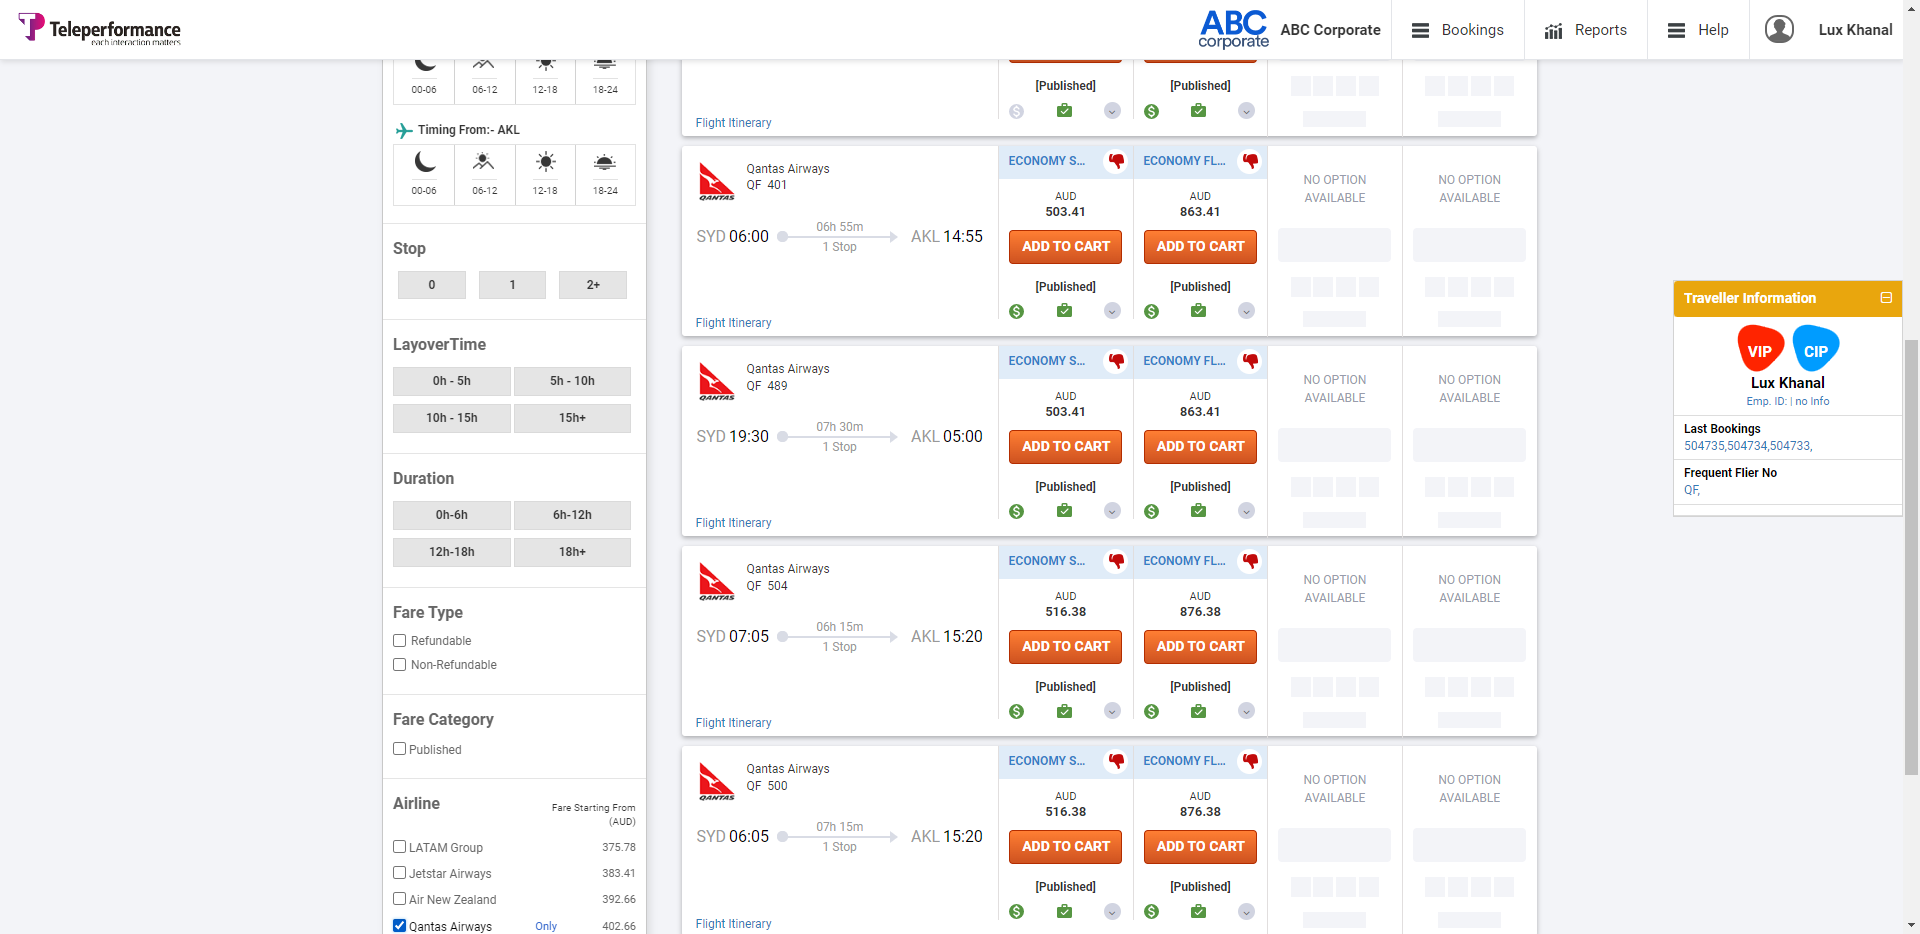 Teleperformance
each interaction matters
ABC
corporate
ABC Corporate
Bookings
Reports
Help
Lux Khanal
00-06
06-12
12-18
18-24
Timing From:- AKL
00-06
06-12
12-18
18-24
Stop
0
1
2+
LayoverTime
0h - 5h
5h - 10h
10h - 15h
15h+
Duration
0h-6h
6h-12h
12h-18h
18h+
Fare Type
Refundable
Non-Refundable
Fare Category
Published
Airline
Fare Starting From
(AUD)
LATAM Group 375.78
Jetstar Airways 383.41
Air New Zealand 392.66
Qantas Airways Only 402.66
[Published]
[Published]
Flight Itinerary
QANTAS
Qantas Airways
QF 401
SYD 06:00
06h 55m
1 Stop
AKL 14:55
Flight Itinerary
ECONOMY S...
AUD
503.41
ADD TO CART
[Published]
ECONOMY FL...
AUD
863.41
ADD TO CART
[Published]
NO OPTION
AVAILABLE
NO OPTION
AVAILABLE
QANTAS
Qantas Airways
QF 489
SYD 19:30
07h 30m
1 Stop
AKL 05:00
Flight Itinerary
ECONOMY S...
AUD
503.41
ADD TO CART
[Published]
ECONOMY FL...
AUD
863.41
ADD TO CART
[Published]
NO OPTION
AVAILABLE
NO OPTION
AVAILABLE
QANTAS
Qantas Airways
QF 504
SYD 07:05
06h 15m
1 Stop
AKL 15:20
Flight Itinerary
ECONOMY S...
AUD
516.38
ADD TO CART
[Published]
ECONOMY FL...
AUD
876.38
ADD TO CART
[Published]
NO OPTION
AVAILABLE
NO OPTION
AVAILABLE
QANTAS
Qantas Airways
QF 500
SYD 06:05
07h 15m
1 Stop
AKL 15:20
Flight Itinerary
ECONOMY S...
AUD
516.38
ADD TO CART
[Published]
ECONOMY FL...
AUD
876.38
ADD TO CART
[Published]
NO OPTION
AVAILABLE
NO OPTION
AVAILABLE
Traveller Information
VIP
CIP
Lux Khanal
Emp. ID: | no Info
Last Bookings
504735,504734,504733,
Frequent Flier No
QF,